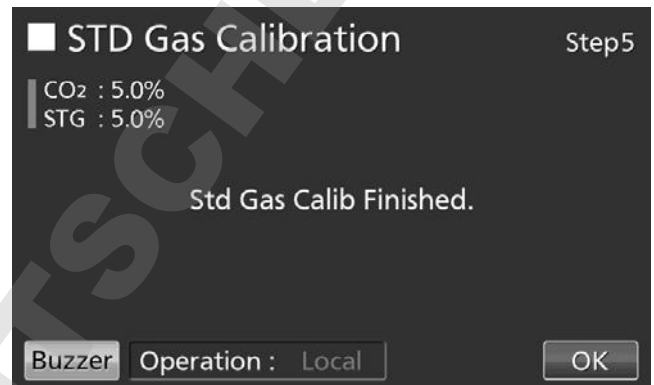 STD Gas Calibration
Step5
CO2 : 5.0%
STG : 5.0%
Std Gas Calib Finished.
Buzzer
Operation : Local
OK